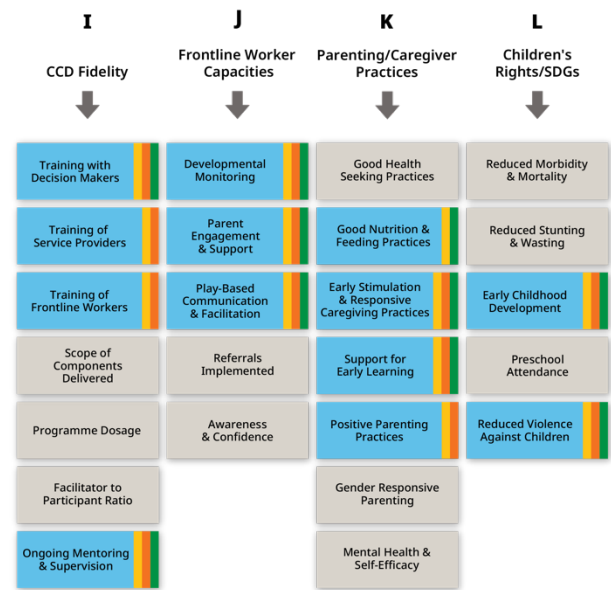 I
J
K
L
CCD Fidelity
Frontline Worker
Capacities
Parenting/Caregiver
Practices
Children's
Rights/SDGs
Training with
Decision Makers
Training of
Service Providers
Training of
Frontline Workers
Scope of
Components
Delivered
Programme Dosage
Facilitator to
Participant Ratio
Ongoing Mentoring
& Supervision
Developmental
Monitoring
Parent
Engagement
& Support
Play-Based
Communication
& Facilitation
Referrals
Implemented
Awareness
& Confidence
Good Health
Seeking Practices
Good Nutrition &
Feeding Practices
Early Stimulation
& Responsive
Caregiving Practices
Support for
Early Learning
Positive Parenting
Practices
Gender Responsive
Parenting
Mental Health &
Self-Efficacy
Reduced Morbidity
& Mortality
Reduced Stunting
& Wasting
Early Childhood
Development
Preschool
Attendance
Reduced Violence
Against Children